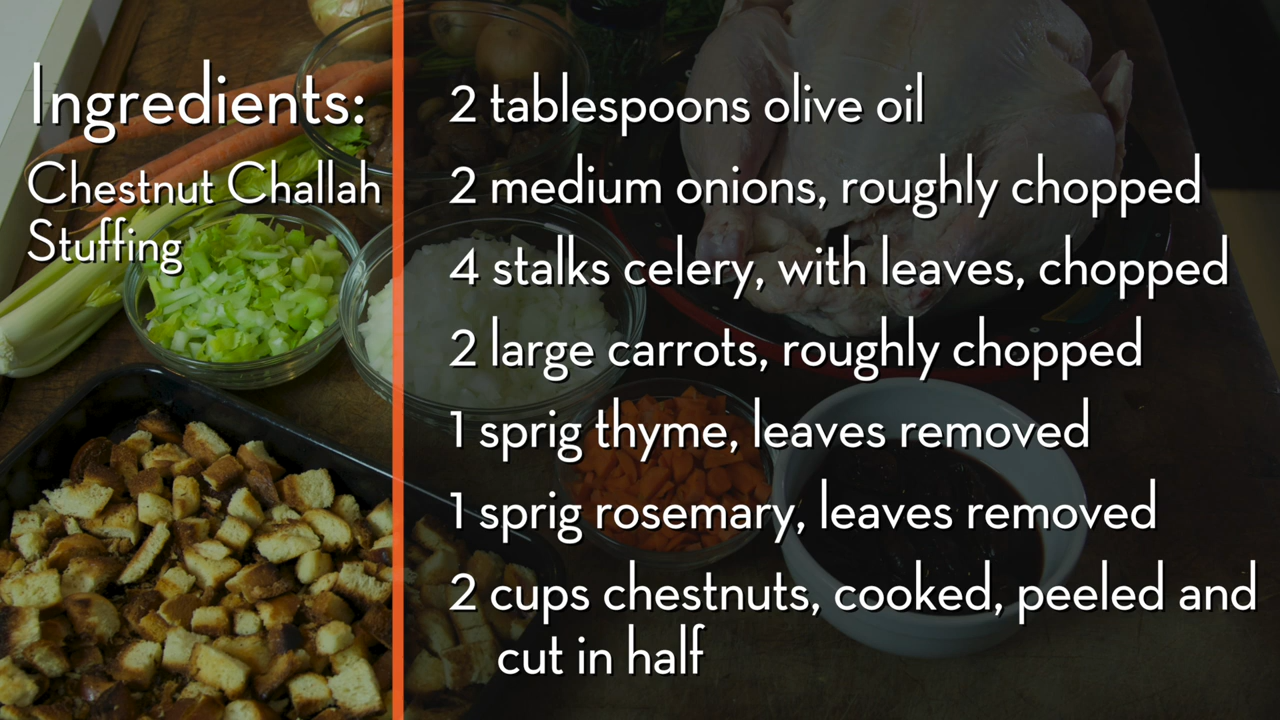 Ingredients:
Chestnut Challah
Stuffing
2 tablespoons olive oil
2 medium onions, roughly chopped
4 stalks celery, with leaves, chopped
2 large carrots, roughly chopped
1 sprig thyme, leaves removed
1 sprig rosemary, leaves removed
2 cups chestnuts, cooked, peeled and
cut in half